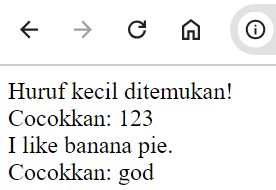 Huruf kecil ditemukan!
Cocokkan: 123
I like banana pie.
Cocokkan: god